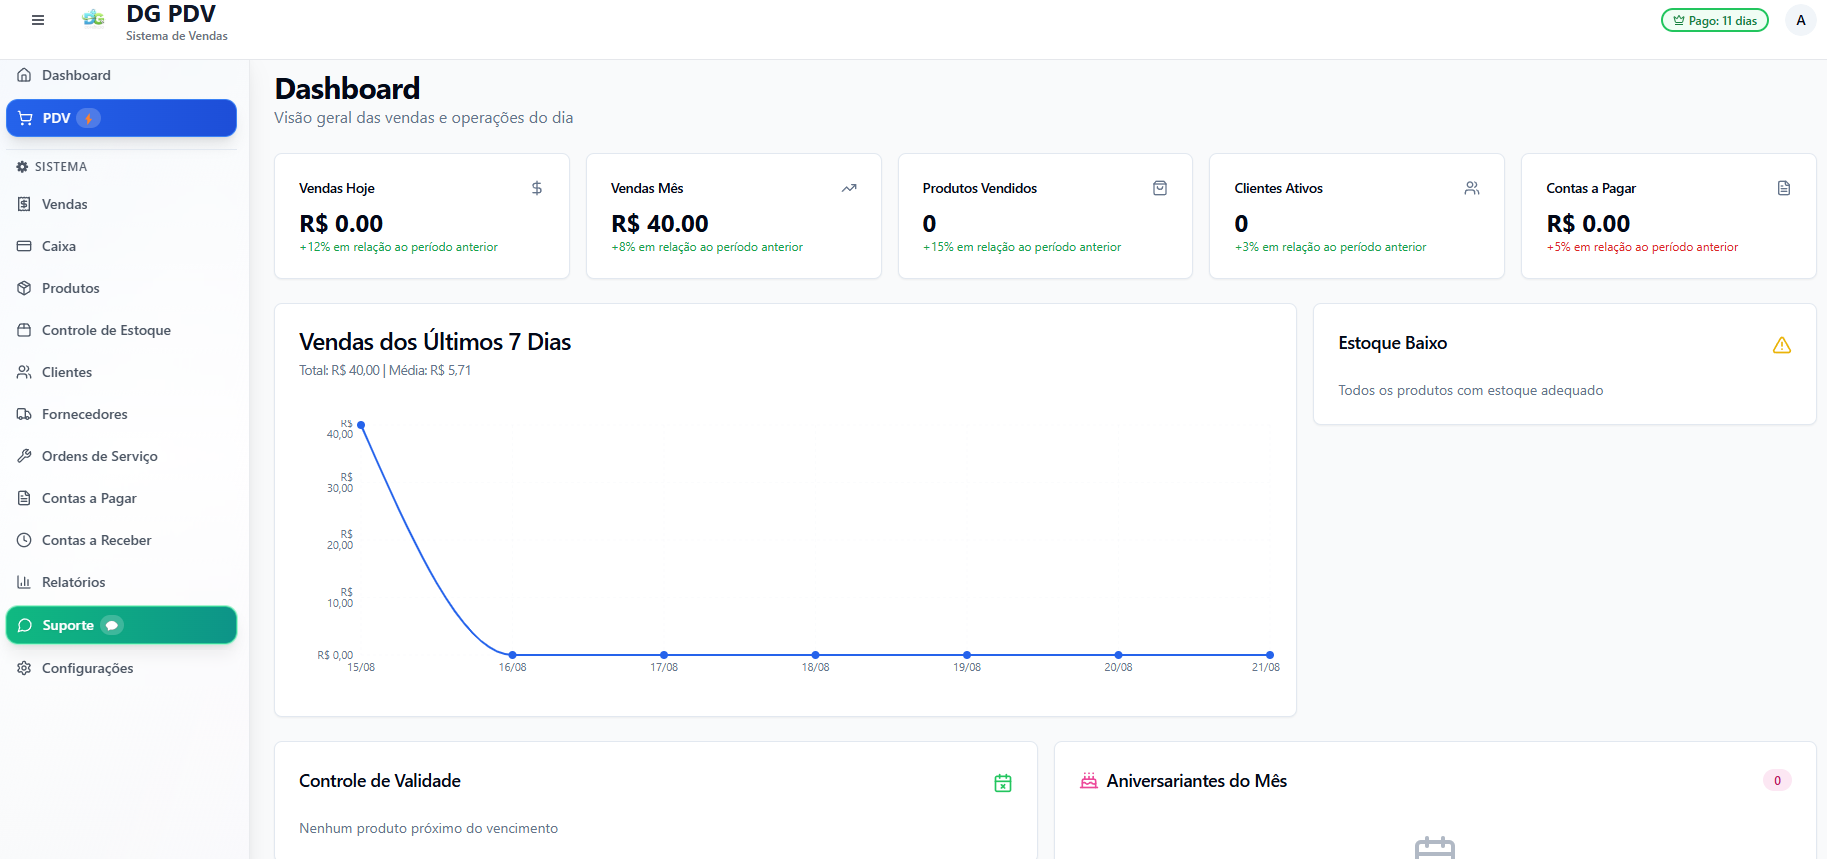 DG PDV
Sistema de Vendas
Pago: 11 dias
A
Dashboard
PDV
SISTEMA
Vendas
Caixa
Produtos
Controle de Estoque
Clientes
Fornecedores
Ordens de Serviço
Contas a Pagar
Contas a Receber
Relatórios
Suporte
Configurações
Dashboard
Visão geral das vendas e operações do dia
Vendas Hoje
R$ 0.00
+12% em relação ao período anterior
Vendas Mês
R$ 40.00
+8% em relação ao período anterior
Produtos Vendidos
0
+15% em relação ao período anterior
Clientes Ativos
0
+3% em relação ao período anterior
Contas a Pagar
R$ 0.00
+5% em relação ao período anterior
Vendas dos Últimos 7 Dias
Total: R$ 40,00 | Média: R$ 5,71
R$
40,00
R$
30,00
R$
20,00
R$
10,00
R$ 0,00
15/08
16/08
17/08
18/08
19/08
20/08
21/08
Estoque Baixo
Todos os produtos com estoque adequado
Controle de Validade
Nenhum produto próximo do vencimento
Aniversariantes do Mês
0